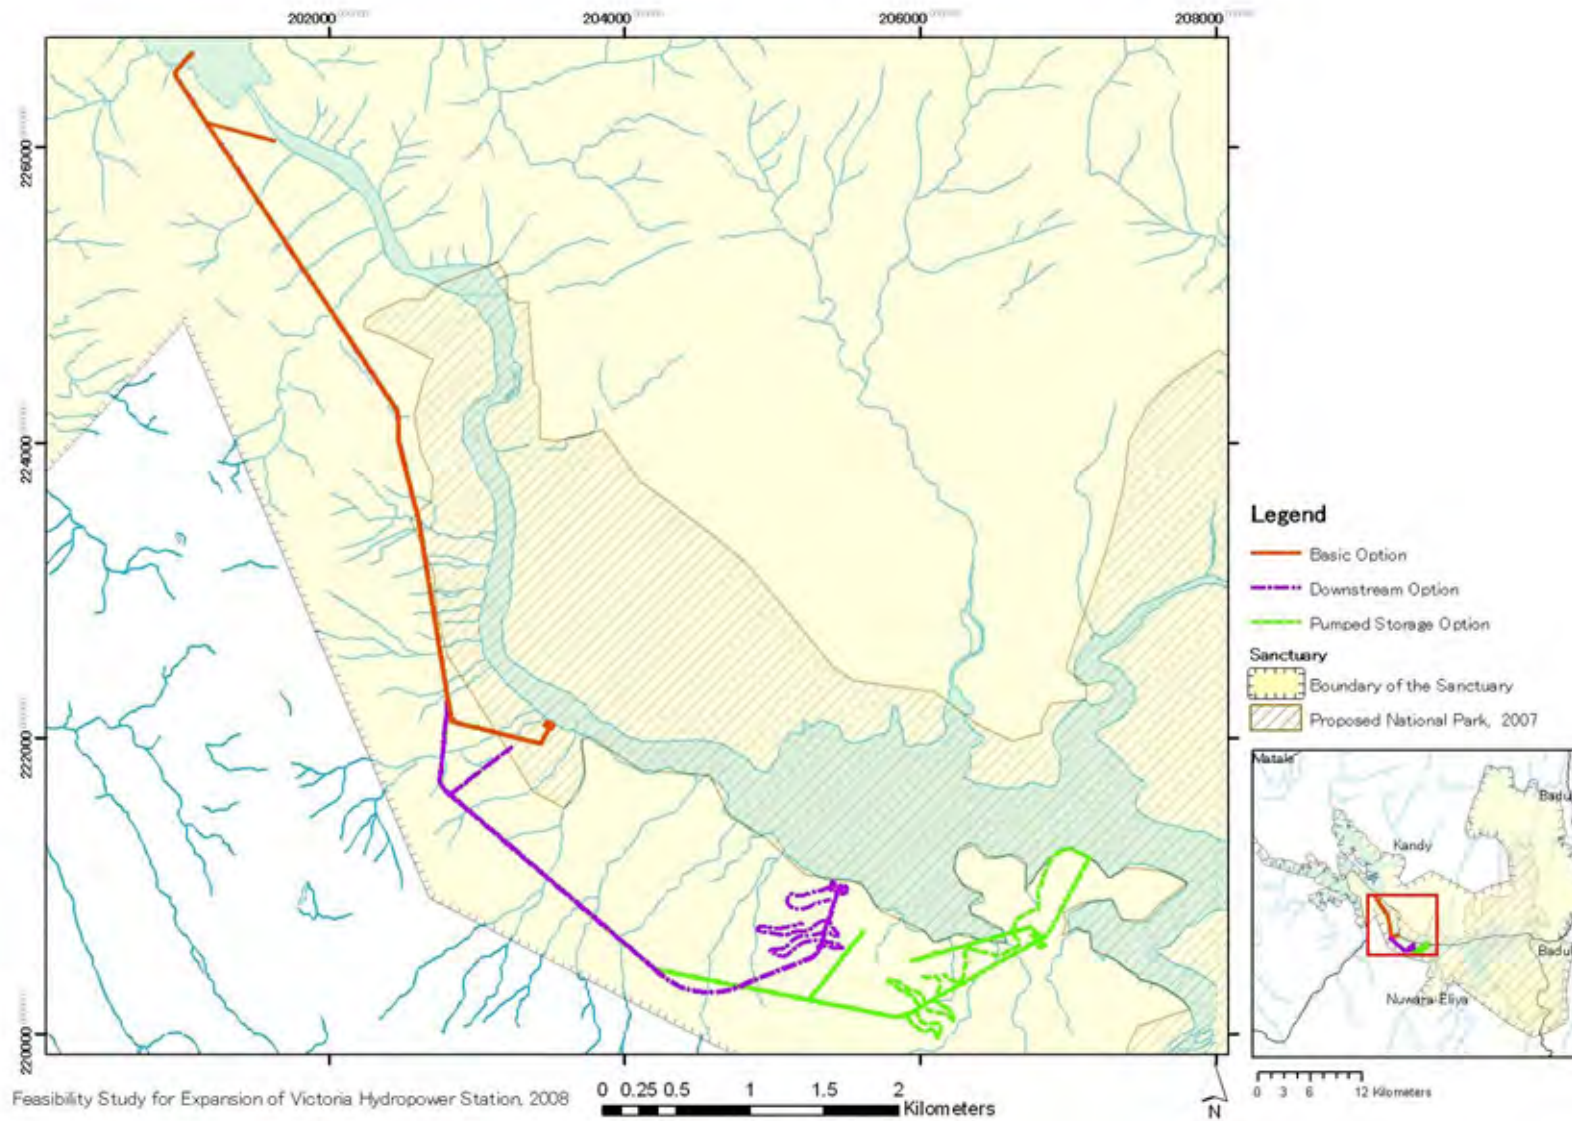 202000
204000
206000
208000
226000
224000
222000
220000
Legend
Basic Option
Downstream Option
Pumped Storage Option
Sanctuary
Boundary of the Sanctuary
Proposed National Park, 2007
Matale
Badu
Kandy
Badul
Nuwara-Eliya
0 3 6 12 Kilometers
Feasibility Study for Expansion of Victoria Hydropower Station, 2008
0 0.25 0.5 1 1.5 2
Kilometers
N